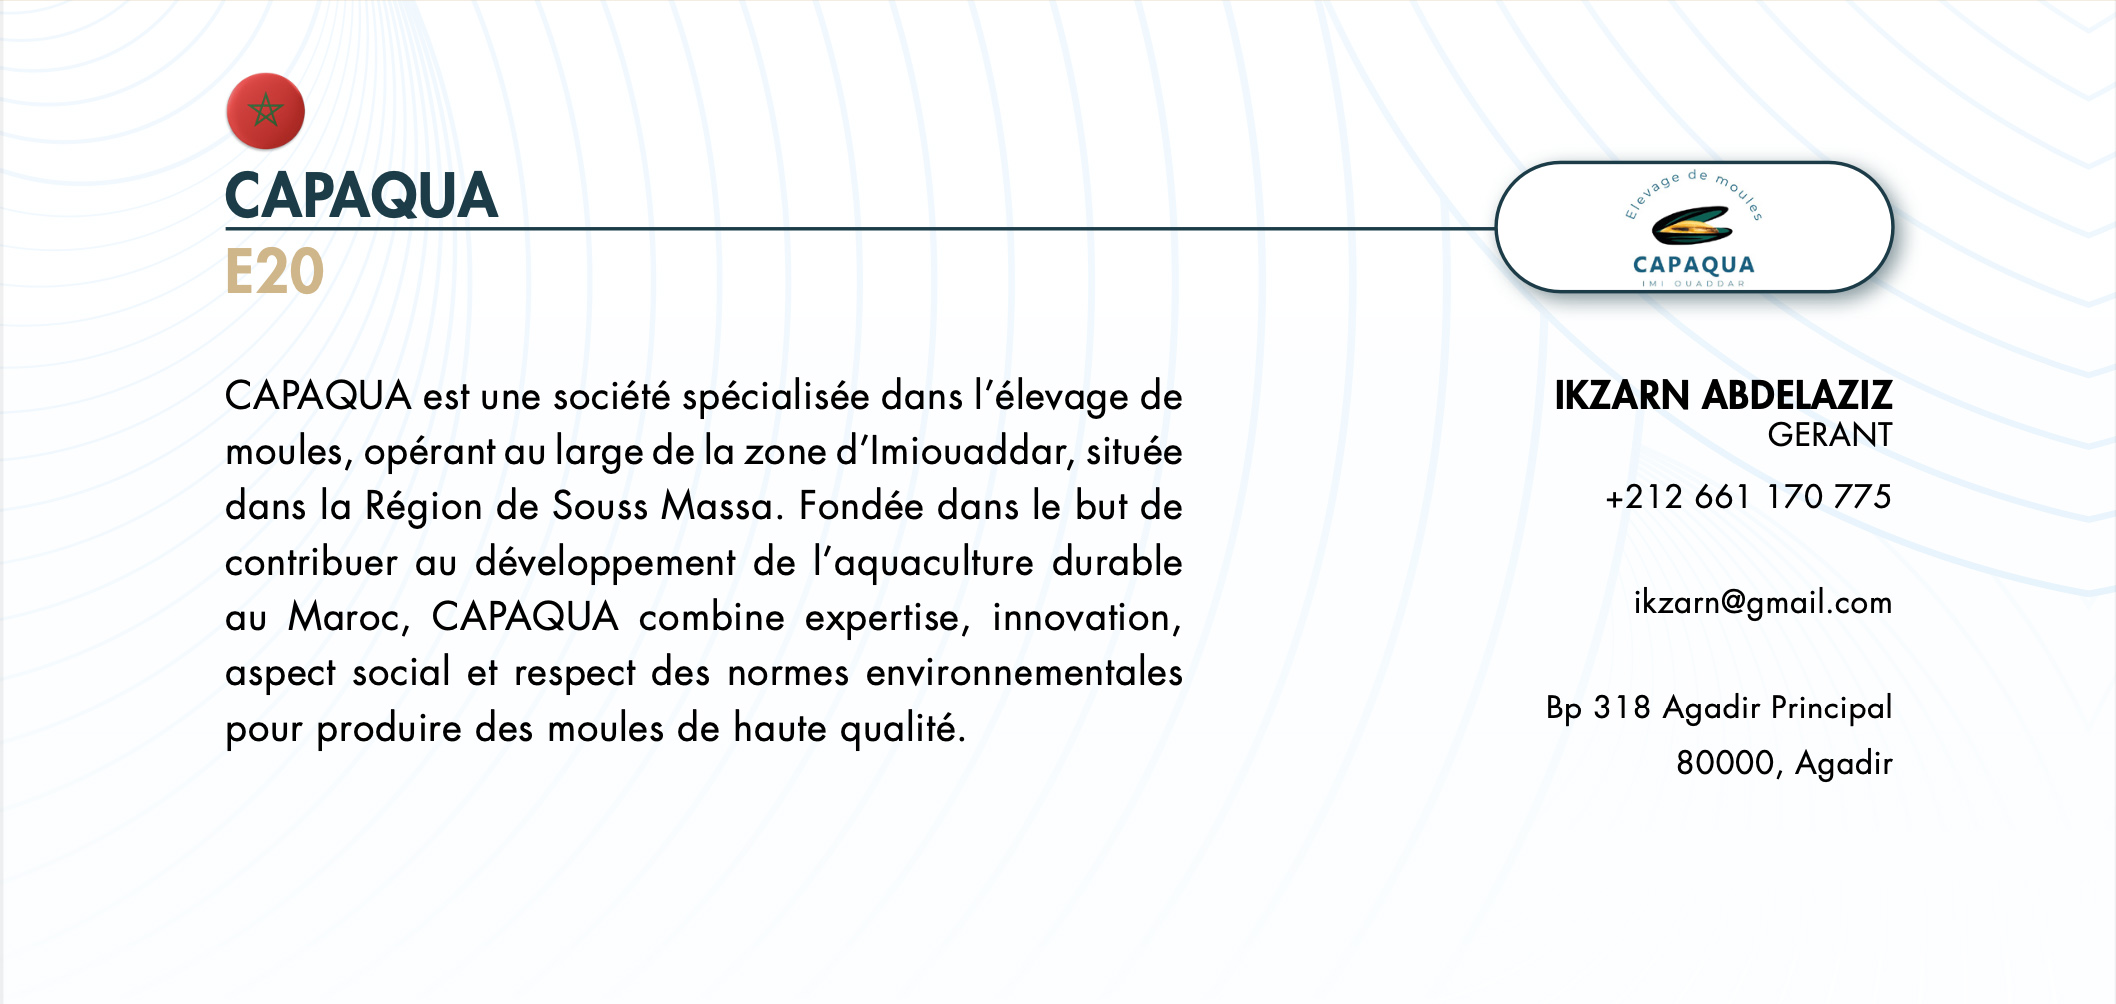 CAPAQUA
E20
Elevage de moules
CAPAQUA
IMI OUADDAR
CAPAQUA est une société spécialisée dans l’élevage de
moules, opérant au large de la zone d’Imiouaddar, située
dans la Région de Souss Massa. Fondée dans le but de
contribuer au développement de l’aquaculture durable
au Maroc, CAPAQUA combine expertise, innovation,
aspect social et respect des normes environnementales
pour produire des moules de haute qualité.
IKZARN ABDELAZIZ
GERANT
+212 661 170 775
ikzarn@gmail.com
Bp 318 Agadir Principal
80000, Agadir